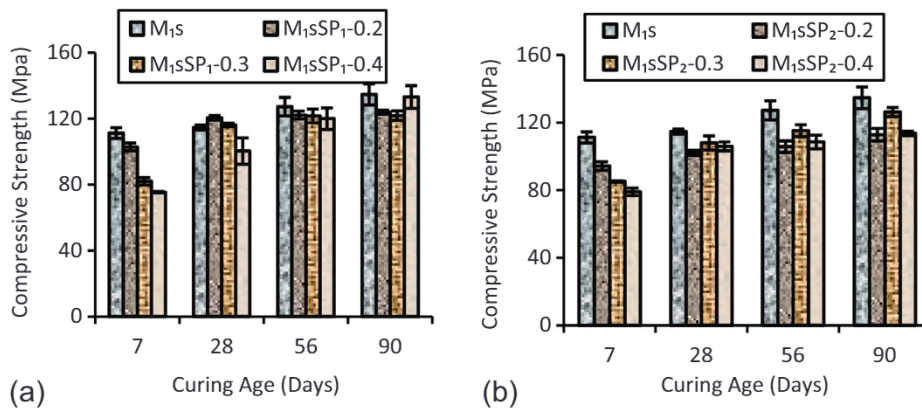 M₁s M₁sSP₁-0.2
M₁sSP₁-0.3 M₁sSP₁-0.4
Compressive Strength (Mpa)
160
120
80
40
0
7 28 56 90
Curing Age (Days)
(a)
M₁s M₁sSP₂-0.2
M₁sSP₂-0.3 M₁sSP₂-0.4
Compressive Strength (MPa)
160
120
80
40
0
7 28 56 90
Curing Age (Days)
(b)